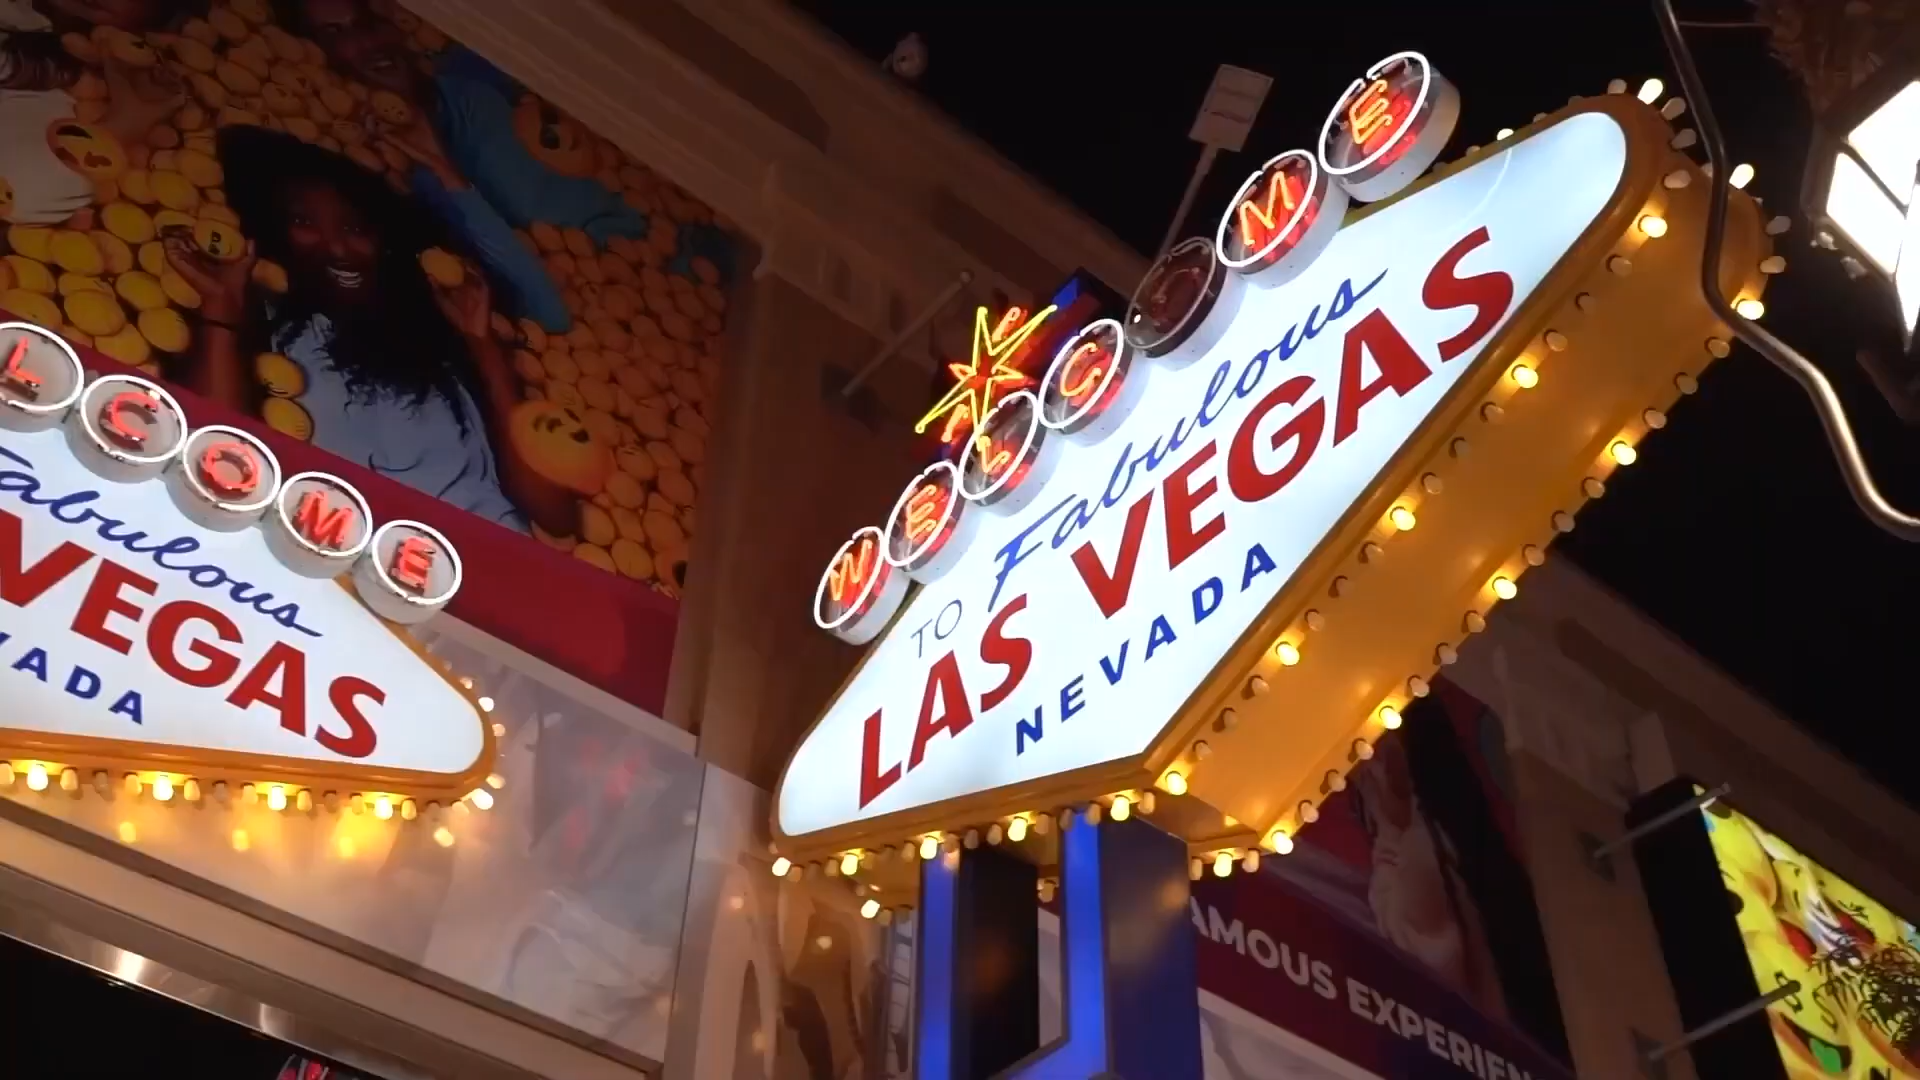 WELCOME
TO Fabulous
LAS VEGAS
NEVADA
LCOME
Fabulous
VEGAS
VADA
AMOUS EXPERIEN